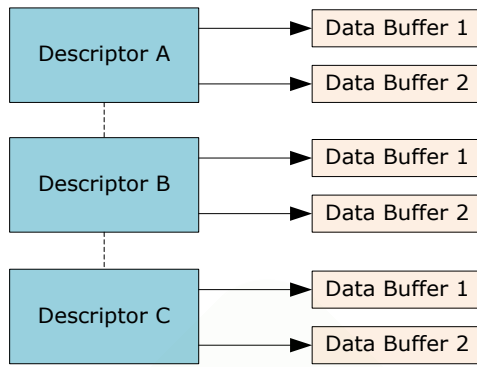 Descriptor A
Data Buffer 1
Data Buffer 2
Descriptor B
Data Buffer 1
Data Buffer 2
Descriptor C
Data Buffer 1
Data Buffer 2